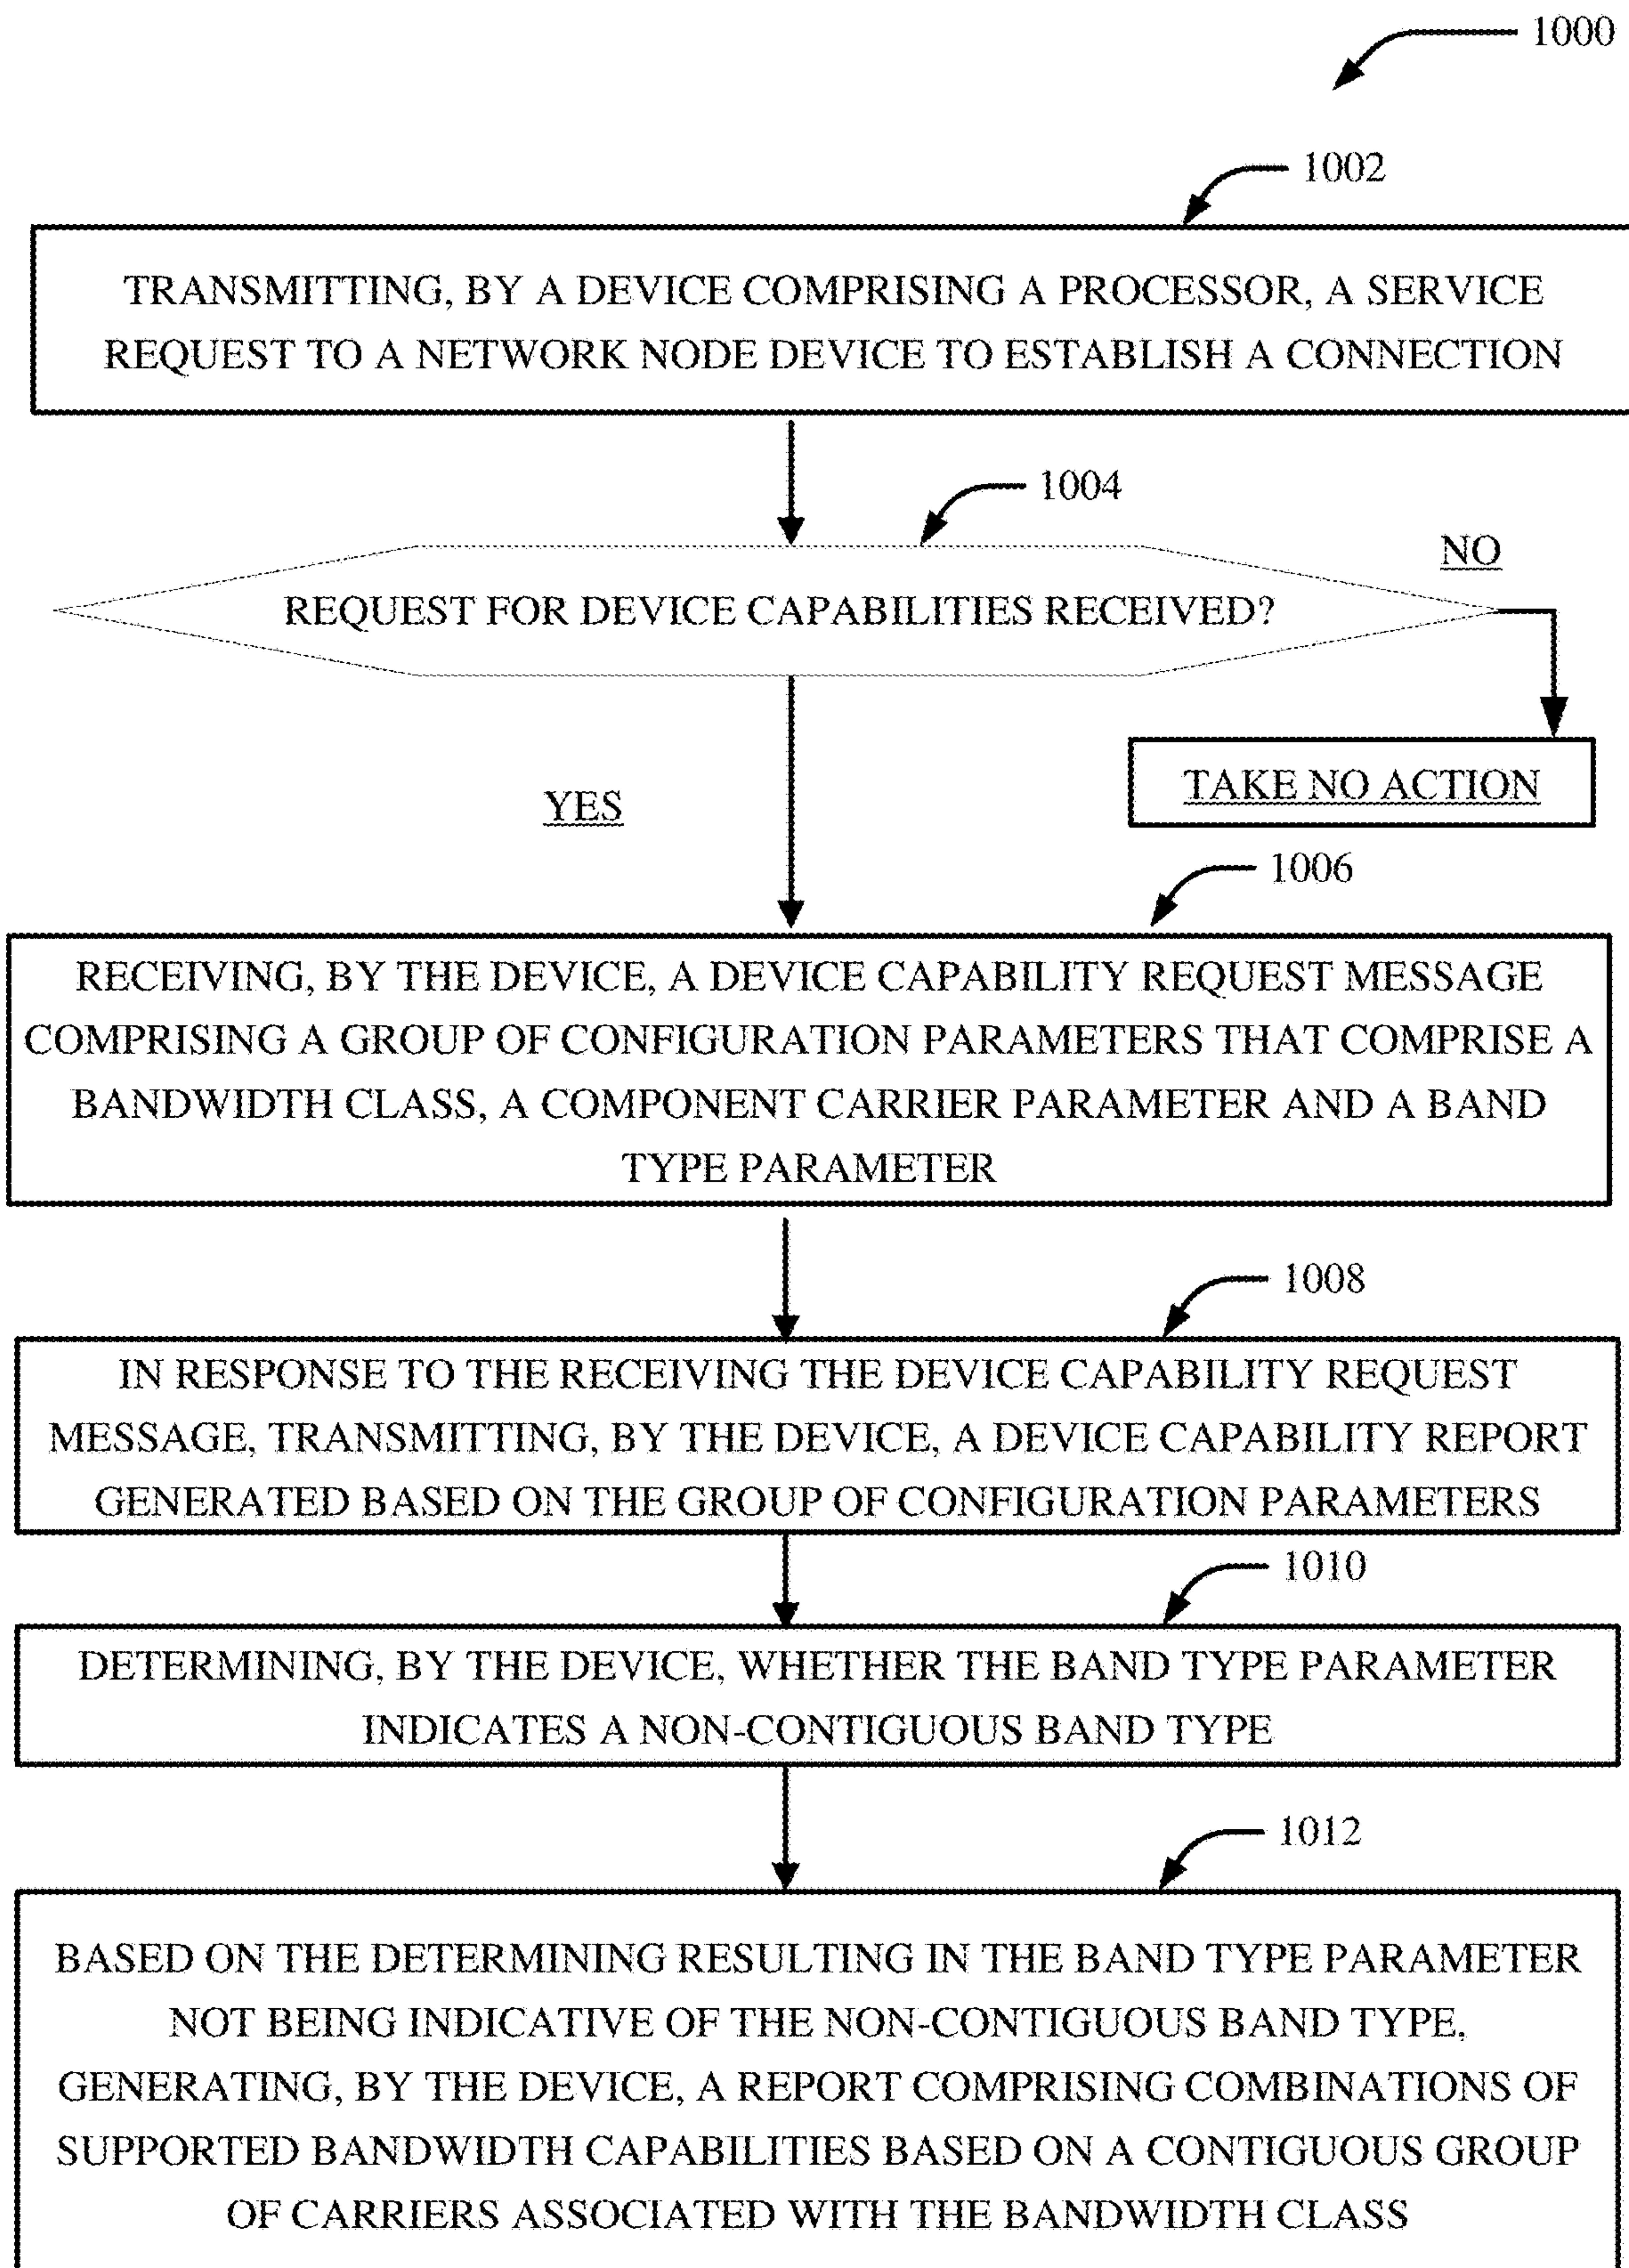 1000
1002
TRANSMITTING, BY A DEVICE COMPRISING A PROCESSOR, A SERVICE
REQUEST TO A NETWORK NODE DEVICE TO ESTABLISH A CONNECTION
1004
NO
REQUEST FOR DEVICE CAPABILITIES RECEIVED?
TAKE NO ACTION
YES
1006
RECEIVING, BY THE DEVICE, A DEVICE CAPABILITY REQUEST MESSAGE
COMPRISING A GROUP OF CONFIGURATION PARAMETERS THAT COMPRISE A
BANDWIDTH CLASS, A COMPONENT CARRIER PARAMETER AND A BAND
TYPE PARAMETER
1008
IN RESPONSE TO THE RECEIVING THE DEVICE CAPABILITY REQUEST
MESSAGE, TRANSMITTING, BY THE DEVICE, A DEVICE CAPABILITY REPORT
GENERATED BASED ON THE GROUP OF CONFIGURATION PARAMETERS
1010
DETERMINING, BY THE DEVICE, WHETHER THE BAND TYPE PARAMETER
INDICATES A NON-CONTIGUOUS BAND TYPE
1012
BASED ON THE DETERMINING RESULTING IN THE BAND TYPE PARAMETER
NOT BEING INDICATIVE OF THE NON-CONTIGUOUS BAND TYPE,
GENERATING, BY THE DEVICE, A REPORT COMPRISING COMBINATIONS OF
SUPPORTED BANDWIDTH CAPABILITIES BASED ON A CONTIGUOUS GROUP
OF CARRIERS ASSOCIATED WITH THE BANDWIDTH CLASS